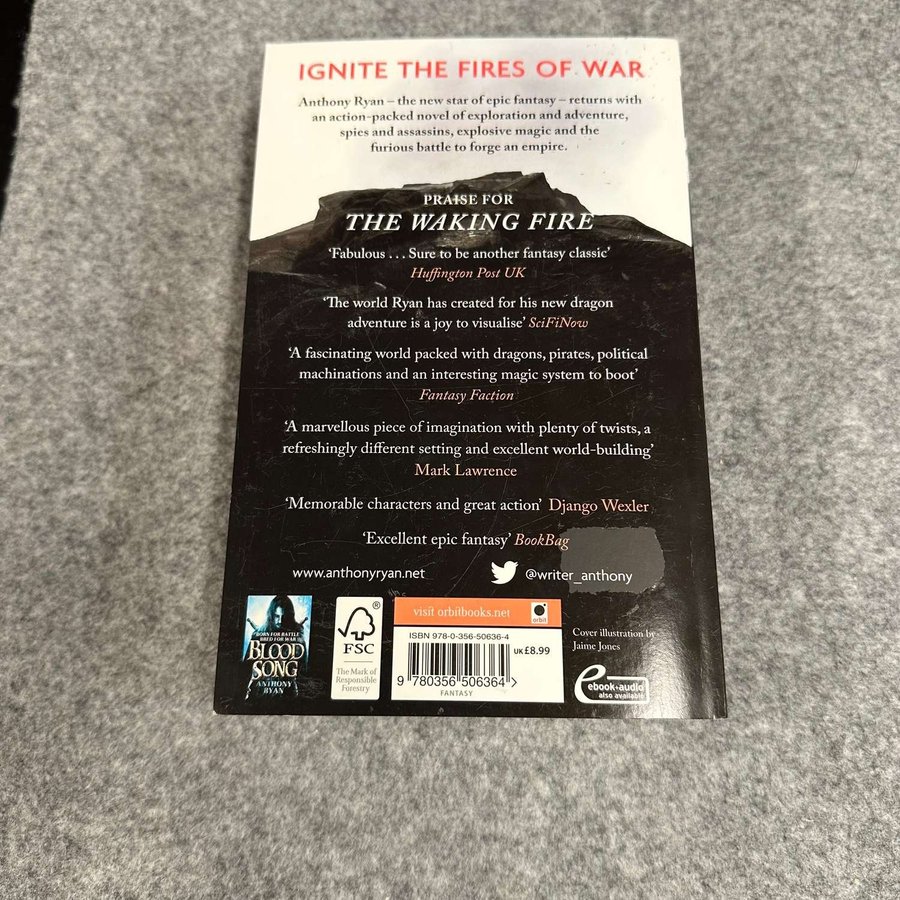 IGNITE THE FIRES OF WAR
Anthony Ryan – the new star of epic fantasy – returns with
an action-packed novel of exploration and adventure,
spies and assassins, explosive magic and the
furious battle to forge an empire.
PRAISE FOR
THE WAKING FIRE
‘Fabulous . . . Sure to be another fantasy classic’
Huffington Post UK
‘The world Ryan has created for his new dragon
adventure is a joy to visualise’ SciFiNow
‘A fascinating world packed with dragons, pirates, political
machinations and an interesting magic system to boot’
Fantasy Faction
‘A marvellous piece of imagination with plenty of twists, a
refreshingly different setting and excellent world-building’
Mark Lawrence
‘Memorable characters and great action’ Django Wexler
‘Excellent epic fantasy’ BookBag
www.anthonyryan.net
@writer_anthony
BORN FOR BATTLE
BRED FOR WAR
BLOOD
SONG
ANTHONY
RYAN
®
FSC
The Mark of
Responsible
Forestry
visit orbitbooks.net
orbit
ISBN 978-0-356-50636-4
UK £8.99
9 780356 506364 >
FANTASY
Cover illustration by
Jaime Jones
ebook+audio
also available